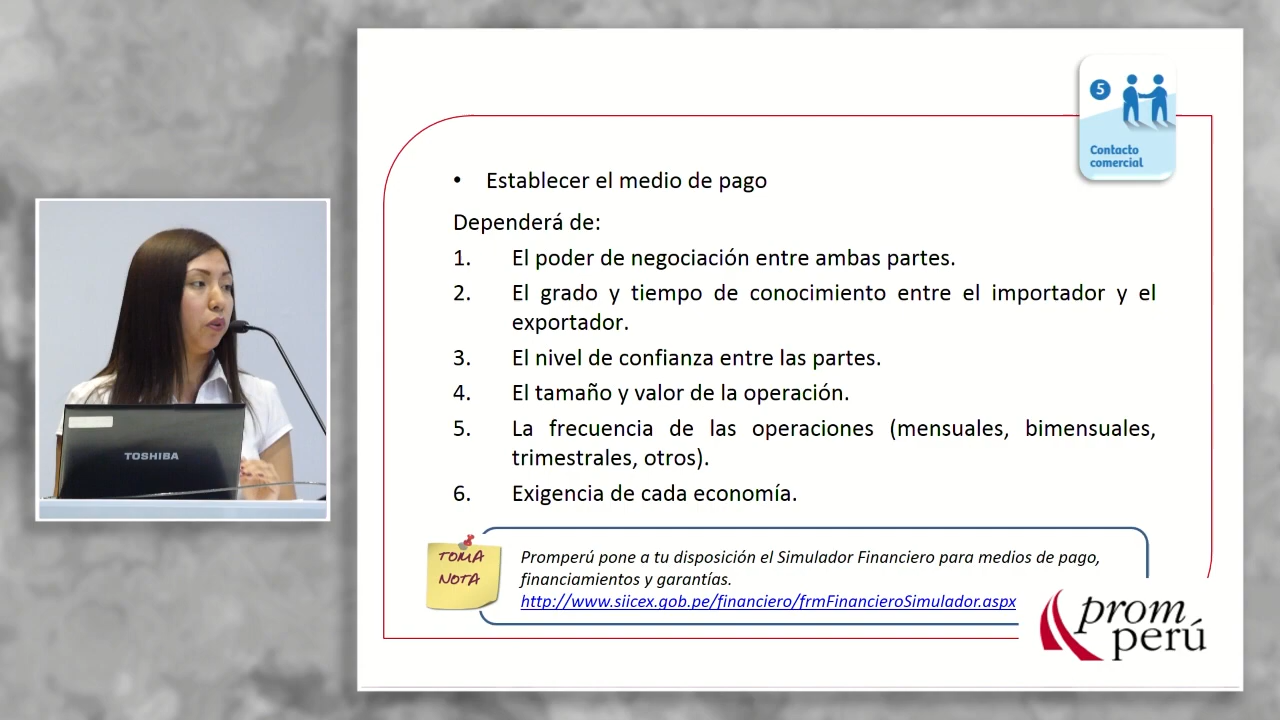 5
Contacto
comercial
• Establecer el medio de pago
Dependerá de:
1. El poder de negociación entre ambas partes.
2. El grado y tiempo de conocimiento entre el importador y el
exportador.
3. El nivel de confianza entre las partes.
4. El tamaño y valor de la operación.
5. La frecuencia de las operaciones (mensuales, bimensuales,
trimestrales, otros).
6. Exigencia de cada economía.
TOMA
NOTA
Promperú pone a tu disposición el Simulador Financiero para medios de pago,
financiamientos y garantías.
http://www.siicex.gob.pe/financiero/frmFinancieroSimulador.aspx
prom
perú
TOSHIBA